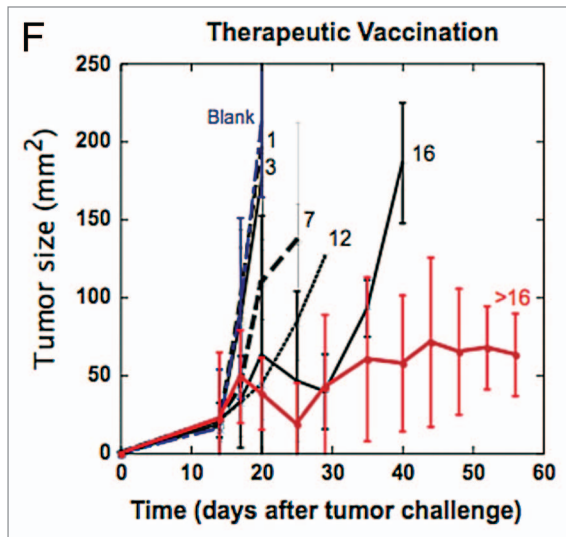 F
Therapeutic Vaccination
250
200
150
100
50
0
Tumor size (mm²)
Blank
1
3
7
12
16
>16
0 10 20 30 40 50 60
Time (days after tumor challenge)